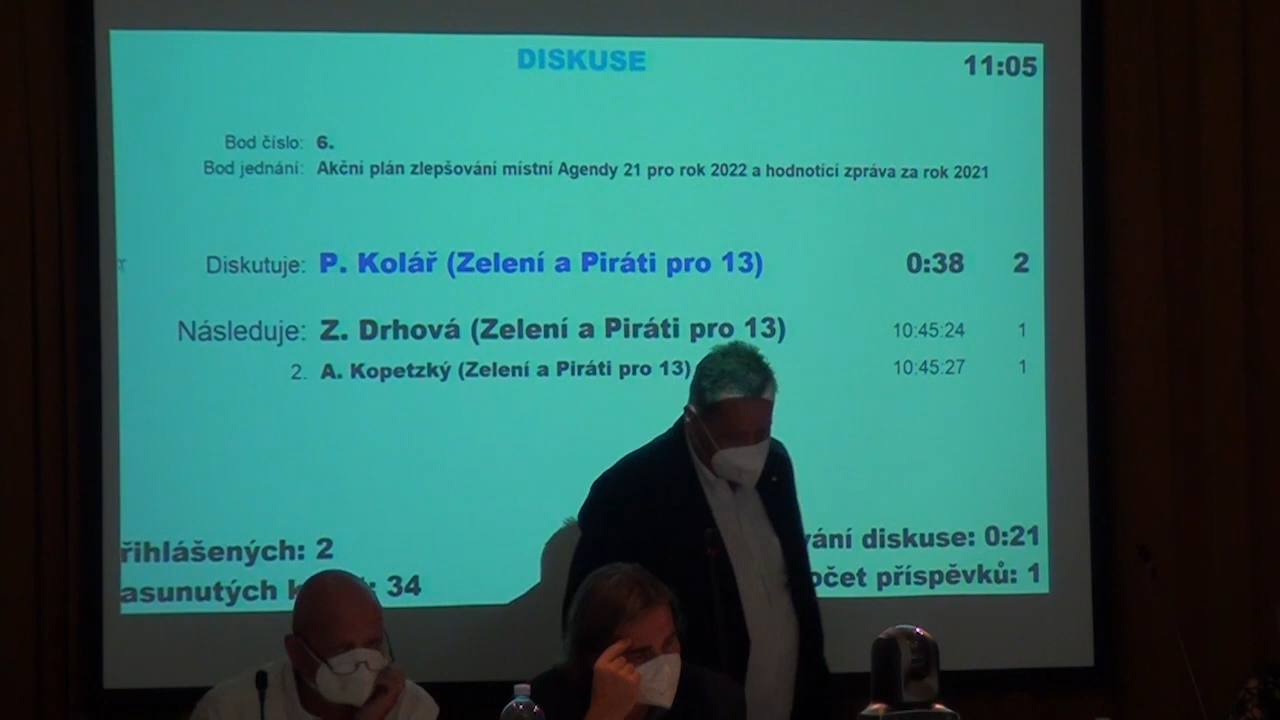 DISKUSE 11:05
Bod číslo: 6.
Bod jednání: Akční plán zlepšování místní Agendy 21 pro rok 2022 a hodnotící zpráva za rok 2021
Diskutuje: P. Kolář (Zelení a Piráti pro 13) 0:38 2
Následuje: Z. Drhová (Zelení a Piráti pro 13) 10:45:24 1
2. A. Kopetzký (Zelení a Piráti pro 13) 10:45:27 1
řihlášených: 2 vání diskuse: 0:21
asunutých k : 34 očet příspěvků: 1